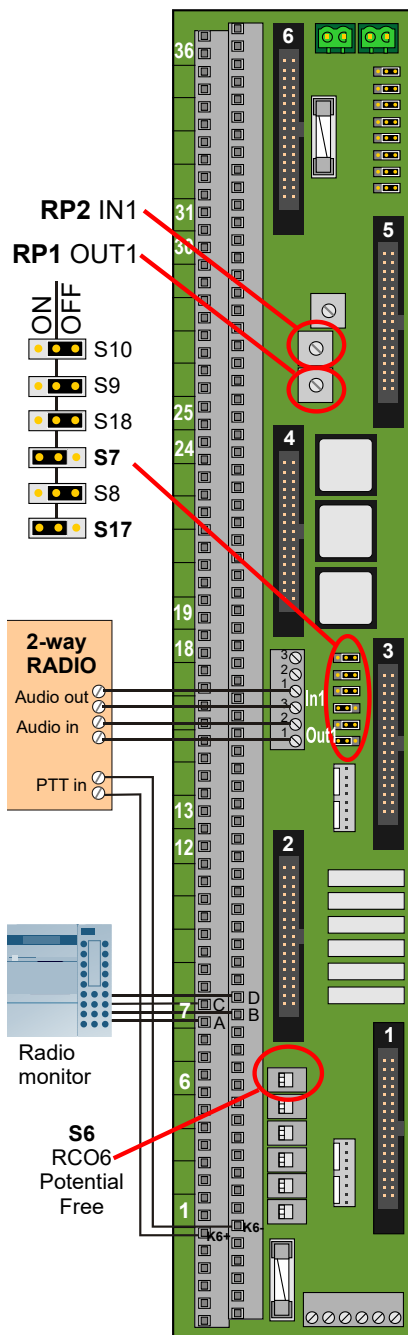 36
6
RP2 IN1
31
RP1 OUT1
30
5
ON
OFF
S10
S9
S18
S7
S8
S17
25
24
4
19
18
2-way
RADIO
Audio out
Audio in
PTT in
3
2
1
3
2
1
In1
Out1
3
13
12
2
C
D
7
A
B
Radio
monitor
1
6
S6
RCO6
Potential
Free
1
K6+
K6-